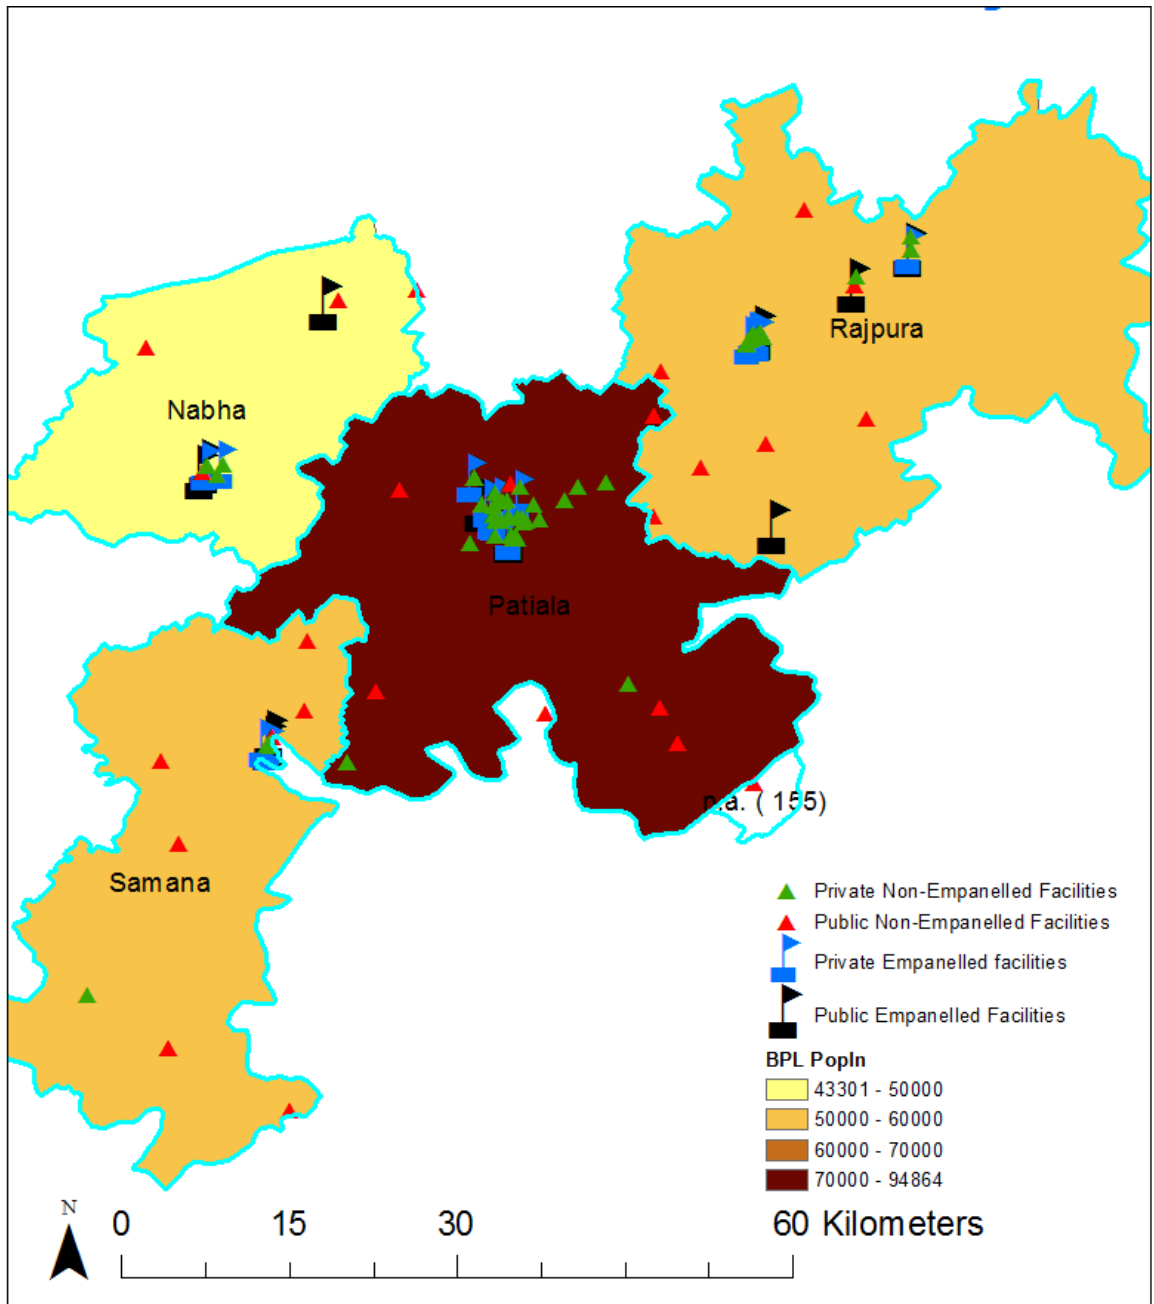 Rajpura
Nabha
Patiala
n.a. ( 155)
Samana
Private Non-Empanelled Facilities
Public Non-Empanelled Facilities
Private Empanelled facilities
Public Empanelled Facilities
BPL Popln
43301 - 50000
50000 - 60000
60000 - 70000
70000 - 94864
N
0 15 30 60 Kilometers